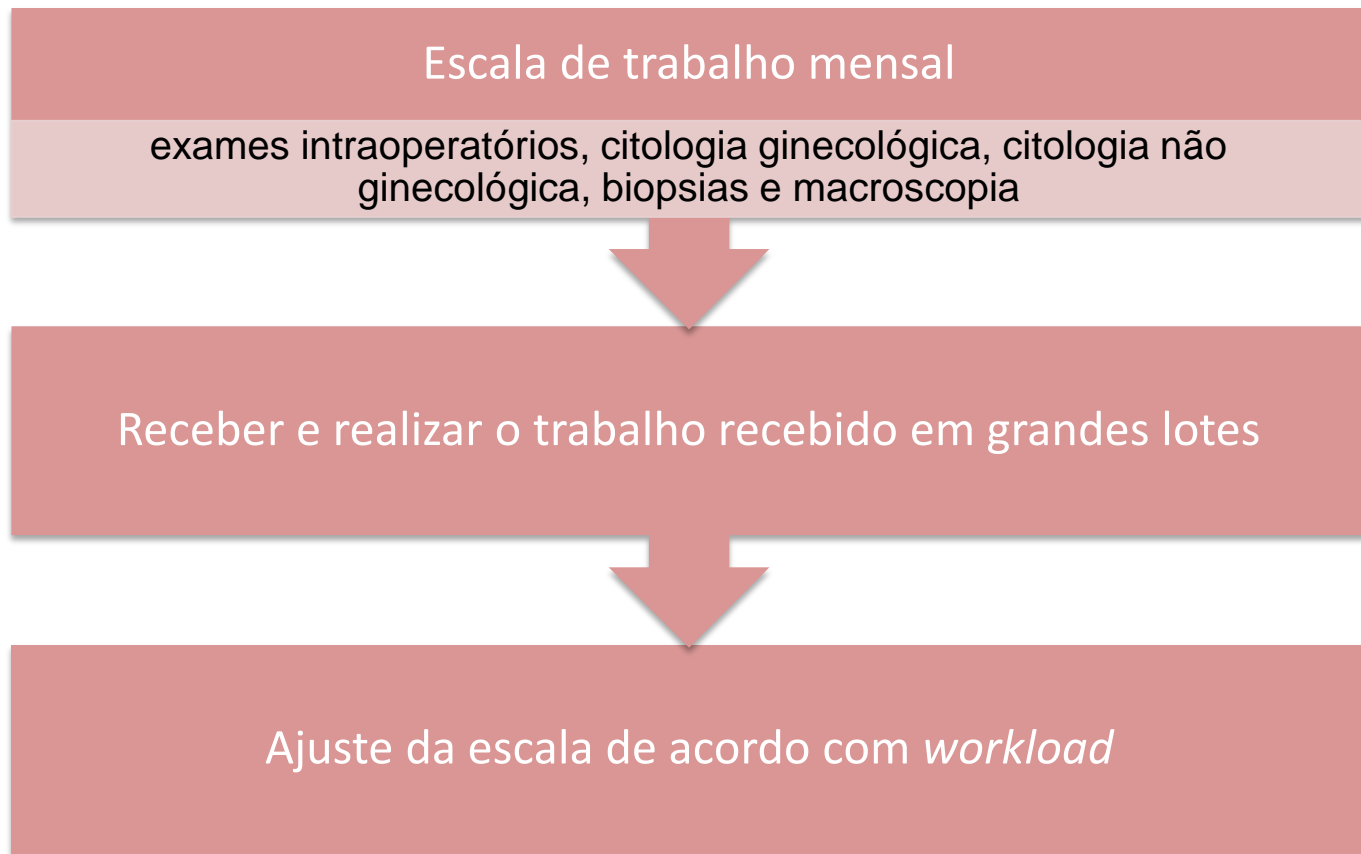 Escala de trabalho mensal
exames intraoperatórios, citologia ginecológica, citologia não
ginecológica, biopsias e macroscopia
Receber e realizar o trabalho recebido em grandes lotes
Ajuste da escala de acordo com workload